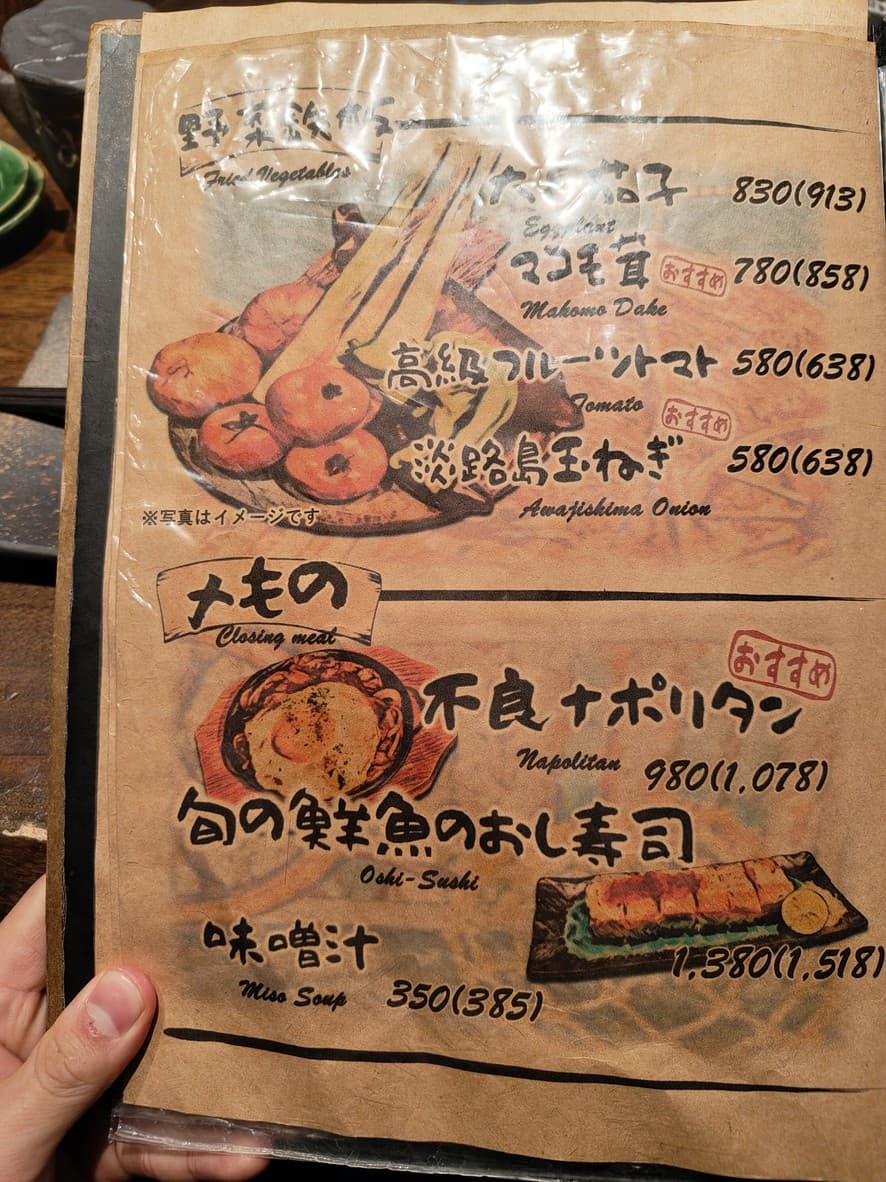 野菜鉄板
Fried Vegetables
茄子 830(913)
Eggplant
マコモ茸 おすすめ 780(858)
Makomo Dake
高級フルーツトマト 580(638)
Tomato
おすすめ
淡路島玉ねぎ 580(638)
Awajishima Onion
※写真はイメージです
〆もの
Closing meal
おすすめ
不良ナポリタン
Napolitan 980(1,078)
旬の鮮魚のおし寿司
Oshi-Sushi
1,380(1,518)
味噌汁
Miso Soup 350(385)